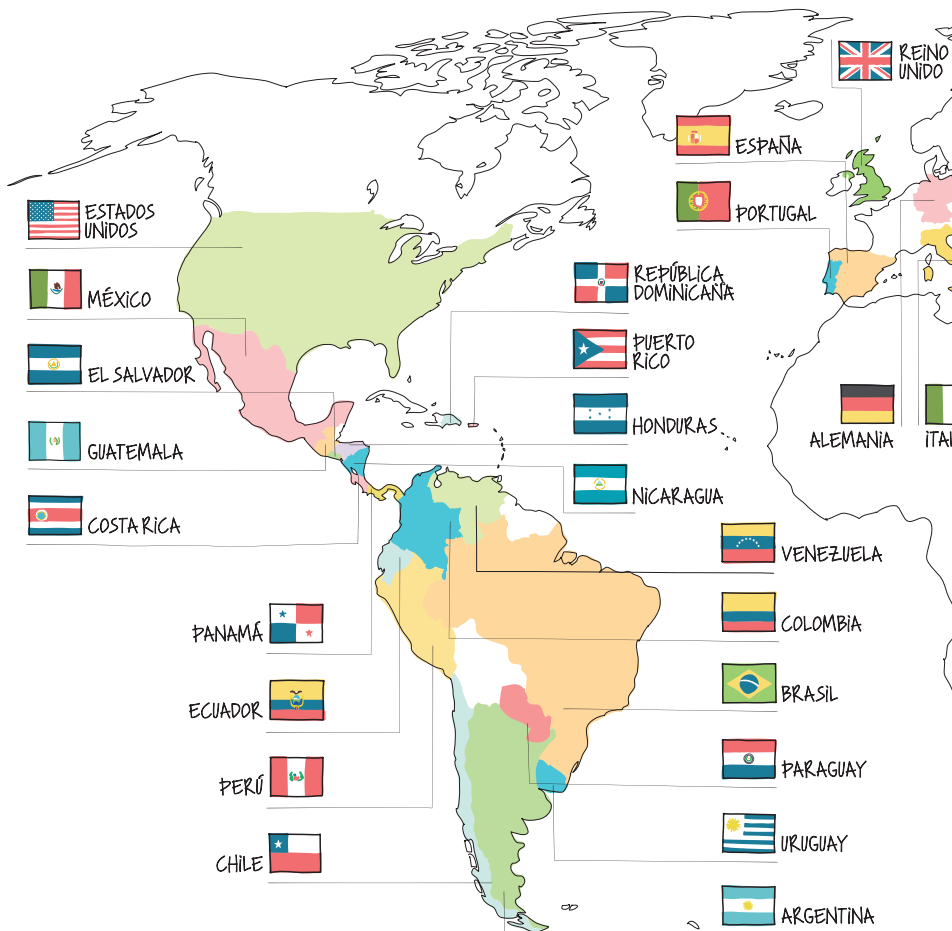 REINO
UNIDO
ESPAÑA
PORTUGAL
ESTADOS
UNIDOS
MÉXICO
EL SALVADOR
GUATEMALA
COSTA RICA
REPÚBLICA
DOMINICANA
PUERTO
RICO
HONDURAS
NICARAGUA
ALEMANIA
ITAL
PANAMÁ
ECUADOR
PERÚ
CHILE
VENEZUELA
COLOMBIA
BRASIL
PARAGUAY
URUGUAY
ARGENTINA